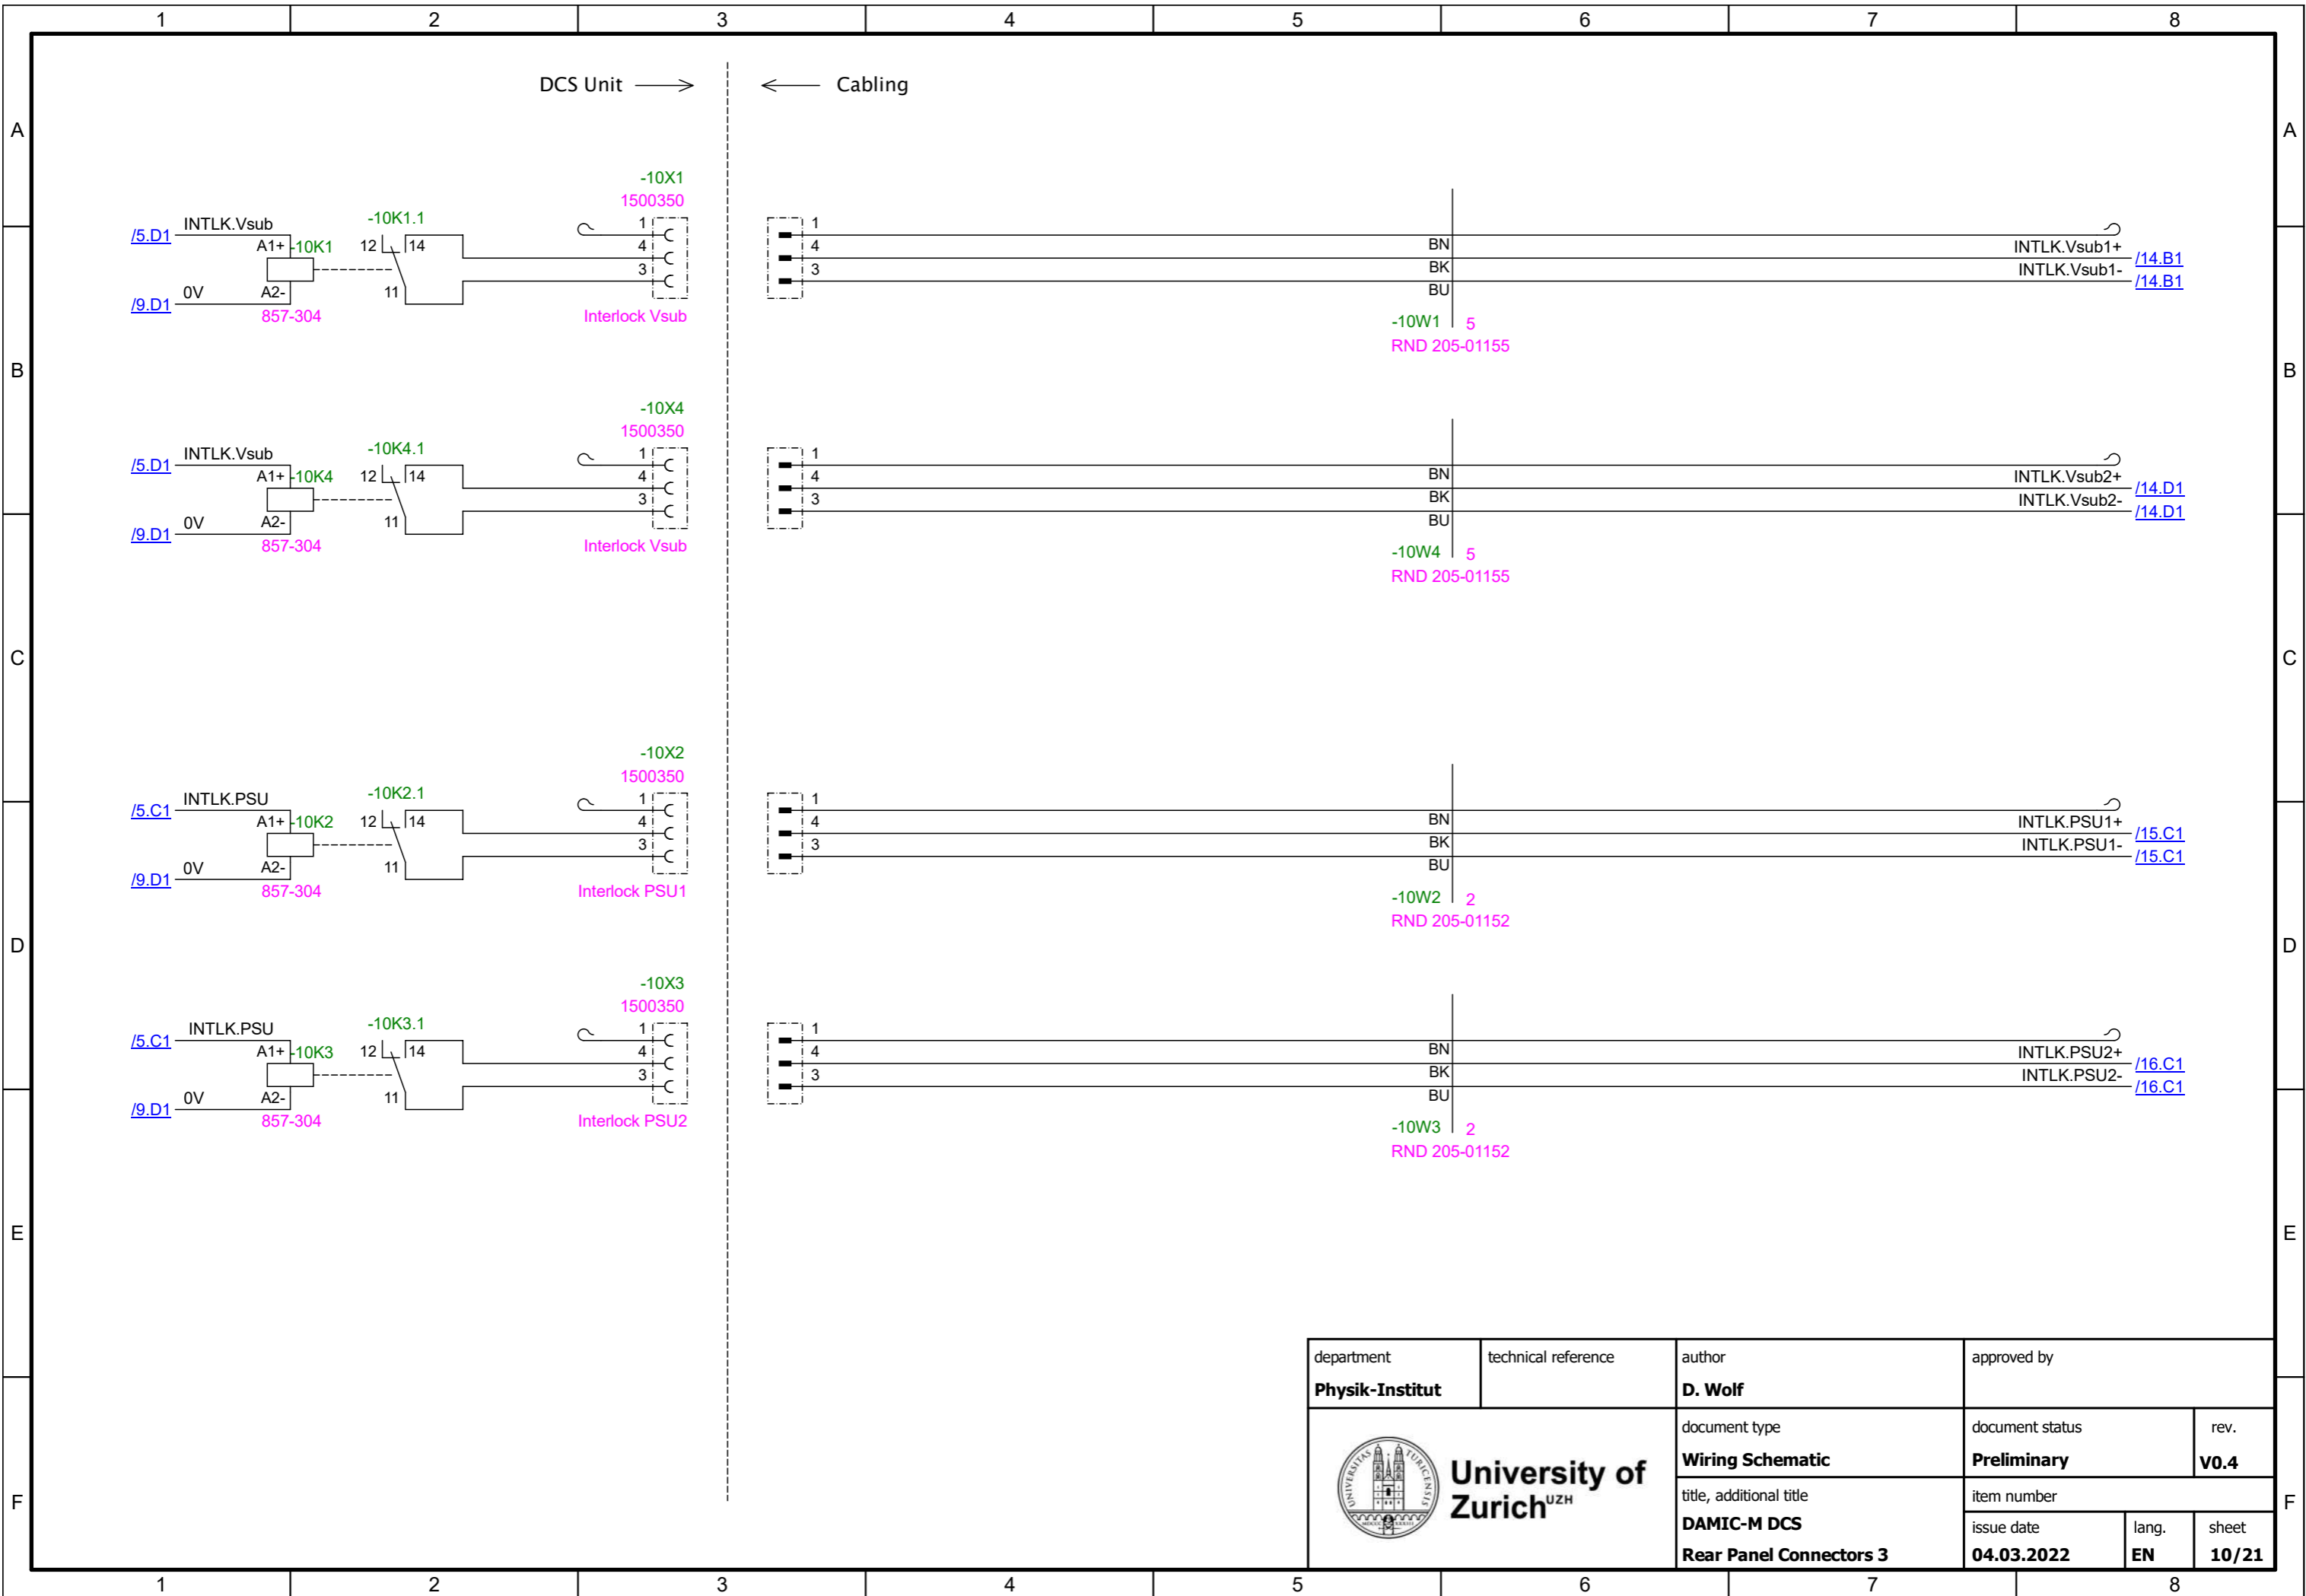 1 2 3 4 5 6 7 8
DCS Unit Cabling
A A
-10X1
1500350
/5.D1 INTLK.Vsub -10K1.1 1 1
A1+ -10K1 12 14 4 4 BN INTLK.Vsub1+ /14.B1
3 3 BK INTLK.Vsub1- /14.B1
/9.D1 0V A2- 11 BU
857-304 Interlock Vsub -10W1 5
RND 205-01155
B B
-10X4
1500350
/5.D1 INTLK.Vsub -10K4.1 1 1
A1+ -10K4 12 14 4 4 BN INTLK.Vsub2+ /14.D1
3 3 BK INTLK.Vsub2- /14.D1
/9.D1 0V A2- 11 BU
857-304 Interlock Vsub -10W4 5
RND 205-01155
C C
-10X2
1500350
/5.C1 INTLK.PSU -10K2.1 1 1
A1+ -10K2 12 14 4 4 BN INTLK.PSU1+ /15.C1
3 3 BK INTLK.PSU1- /15.C1
/9.D1 0V A2- 11 BU
857-304 Interlock PSU1 -10W2 2
RND 205-01152
D D
-10X3
1500350
/5.C1 INTLK.PSU -10K3.1 1 1
A1+ -10K3 12 14 4 4 BN INTLK.PSU2+ /16.C1
3 3 BK INTLK.PSU2- /16.C1
/9.D1 0V A2- 11 BU
857-304 Interlock PSU2 -10W3 2
RND 205-01152
E E
department technical reference author approved by
Physik-Institut D. Wolf
document type document status rev.
Wiring Schematic Preliminary V0.4
UNIVERSITAS TURICENSIS
MDCCC XXXIII
University of
Zurich UZH
F F
title, additional title item number
DAMIC-M DCS issue date lang. sheet
Rear Panel Connectors 3 04.03.2022 EN 10/21
1 2 3 4 5 6 7 8